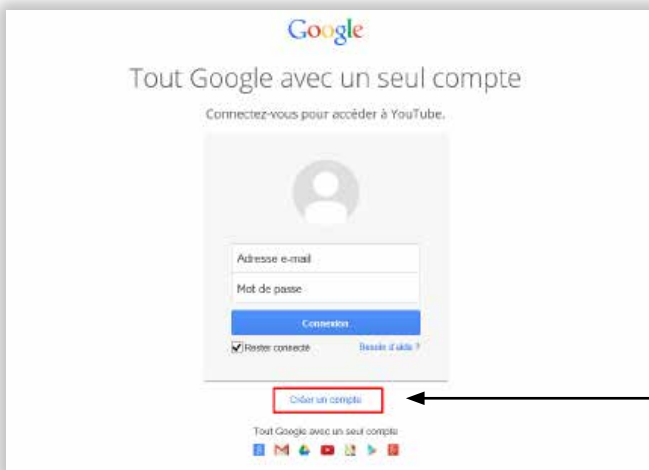 Google
Tout Google avec un seul compte
Connectez-vous pour accéder à YouTube.
Adresse e-mail
Mot de passe
Connexion
Rester connecté
Besoin d'aide ?
Créer un compte
Tout Google avec un seul compte